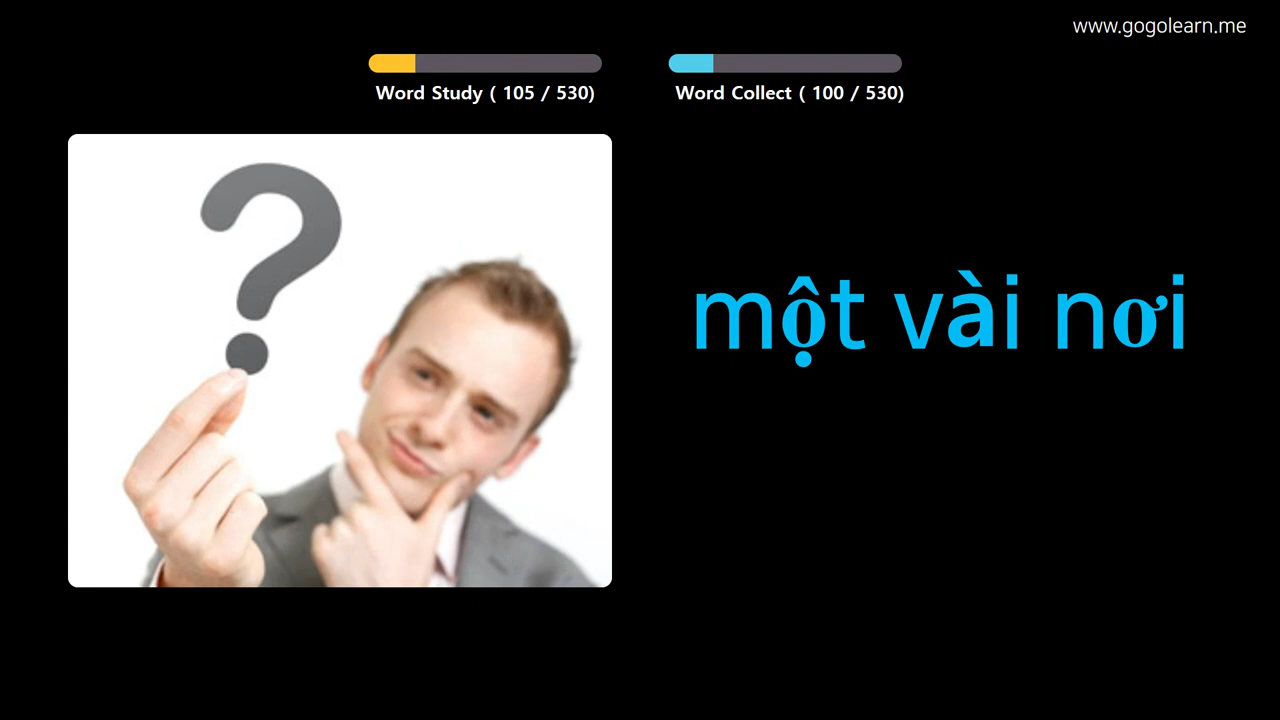 www.gogolearn.me
Word Study ( 105 / 530)
Word Collect ( 100 / 530)
?
một vài nơi